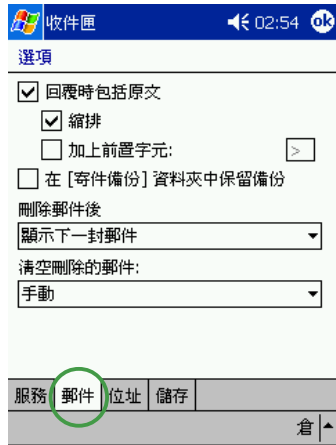 收件匣 02:54 ok
選項
回覆時包括原文
縮排
加上前置字元: >
在 [寄件備份] 資料夾中保留備份
刪除郵件後
顯示下一封郵件
清空刪除的郵件:
手動
服務 郵件 位址 儲存
倉